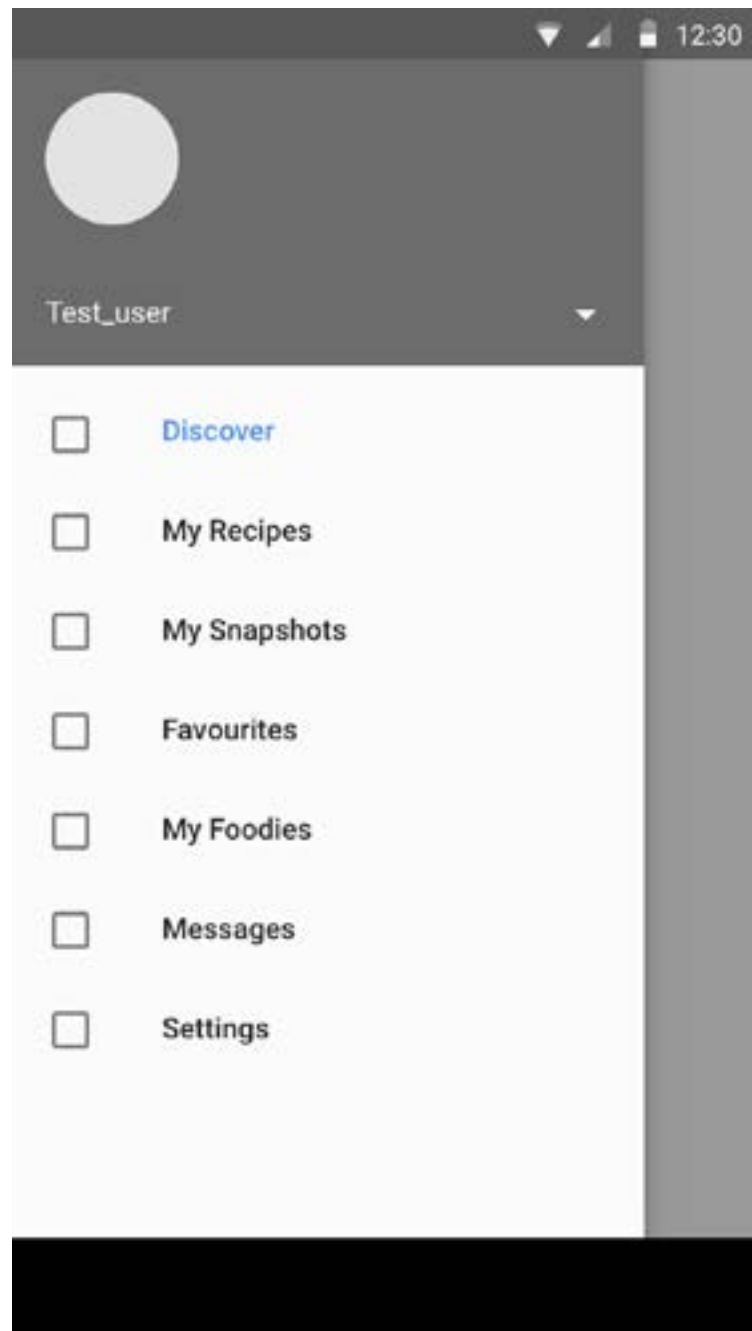 12:30
Test_user
Discover
My Recipes
My Snapshots
Favourites
My Foodies
Messages
Settings